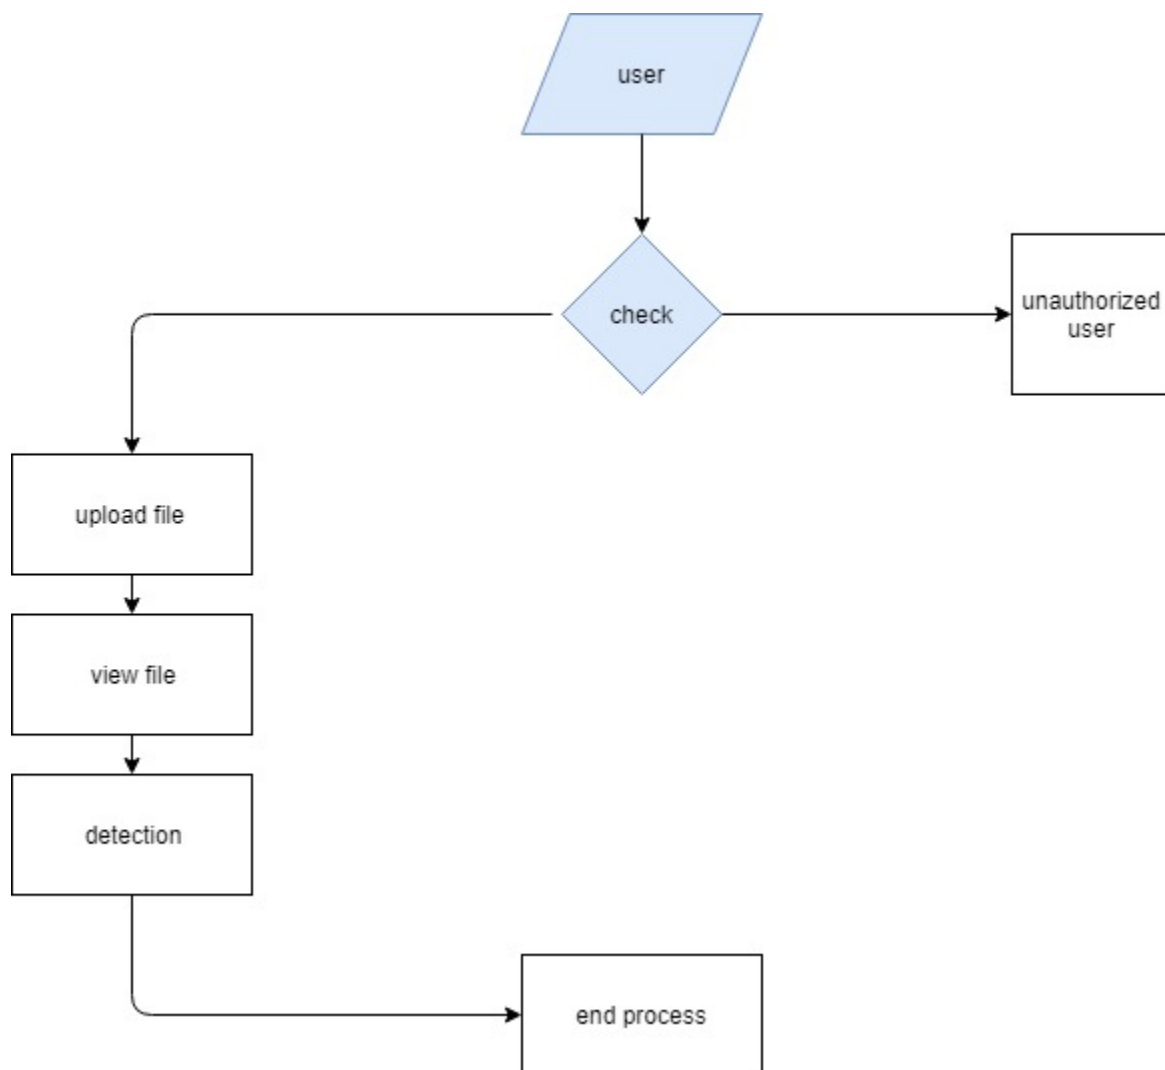 user
check
unauthorized
user
upload file
view file
detection
end process